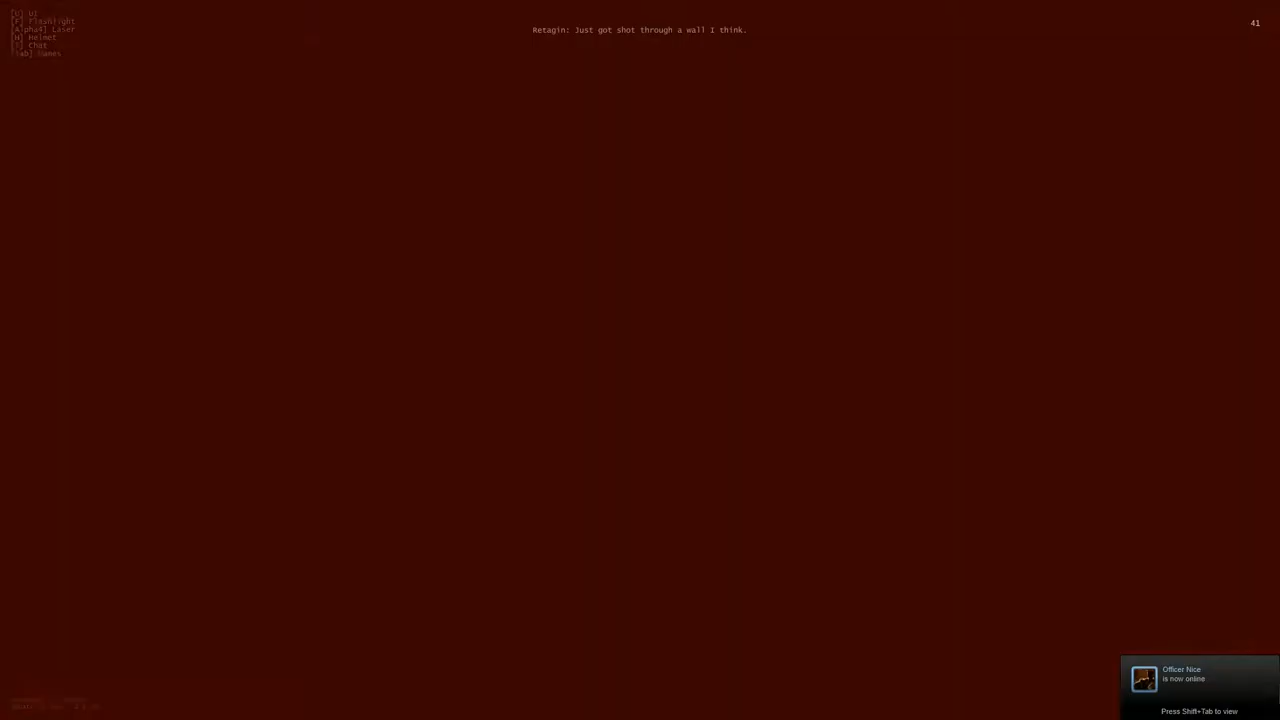 [U] UI
[F] Flashlight
[Alpha4] Laser
[H] Helmet
Chat
Names
Retagin: Just got shot through a wall I think.
41
Officer Nice
is now online
Press Shift+Tab to view